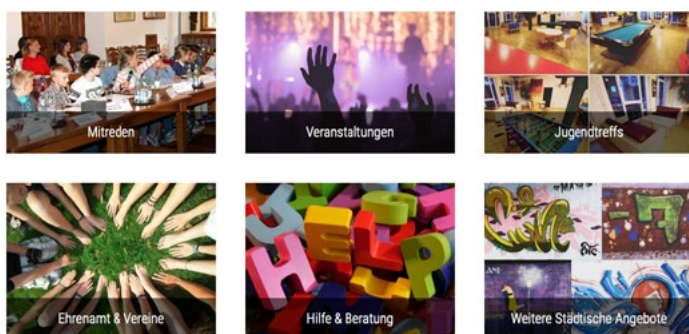 Mitreden
Veranstaltungen
Jugendtreffs
HELP
Ehrenamt & Vereine
Hilfe & Beratung
Weitere Städtische Angebote